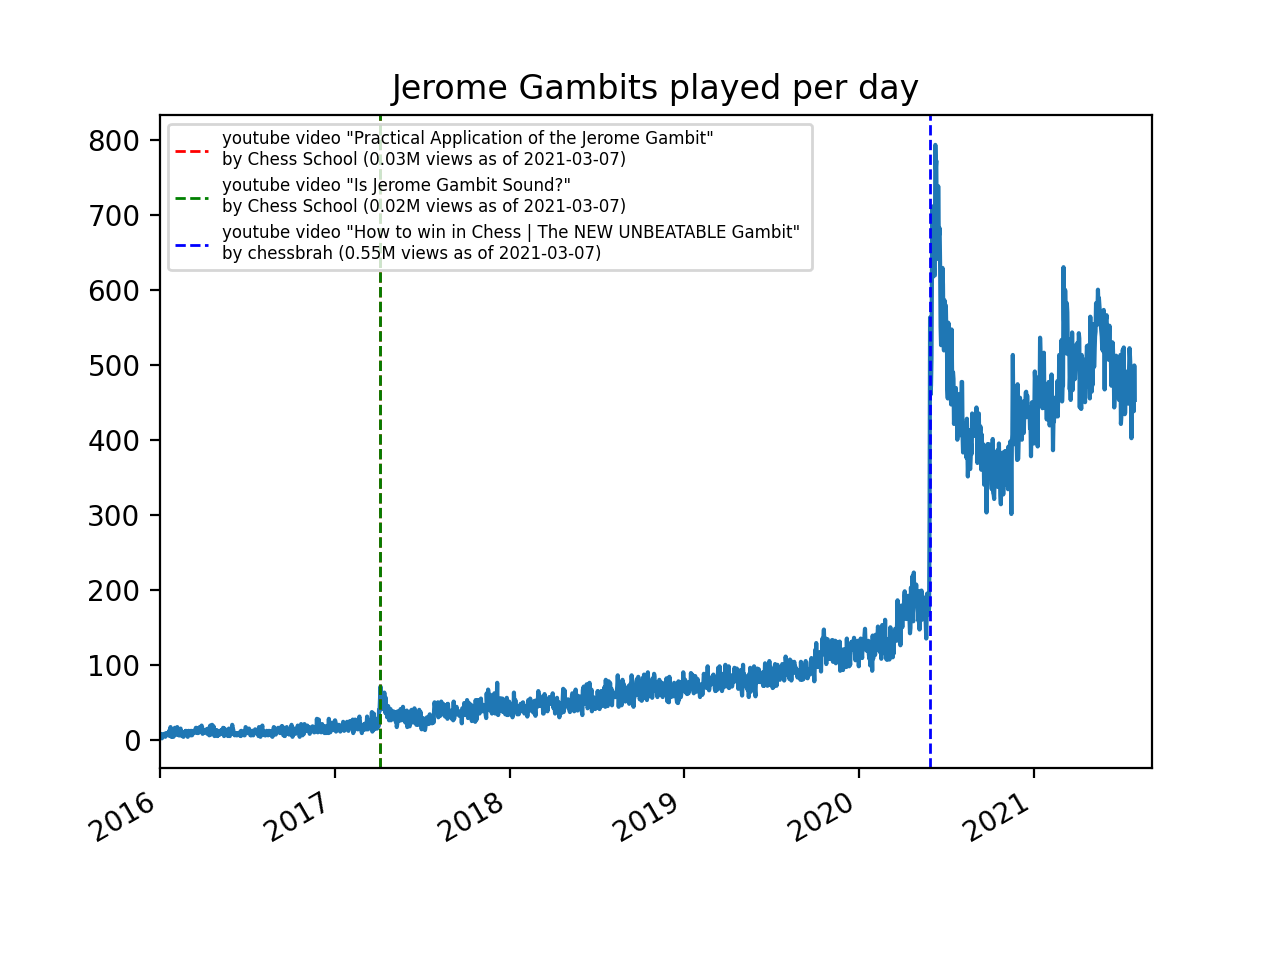 Jerome Gambits played per day
800
700
600
500
400
300
200
100
0
youtube video "Practical Application of the Jerome Gambit"
by Chess School (0.03M views as of 2021-03-07)
youtube video "Is Jerome Gambit Sound?"
by Chess School (0.02M views as of 2021-03-07)
youtube video "How to win in Chess | The NEW UNBEATABLE Gambit"
by chessbrah (0.55M views as of 2021-03-07)
2016
2017
2018
2019
2020
2021